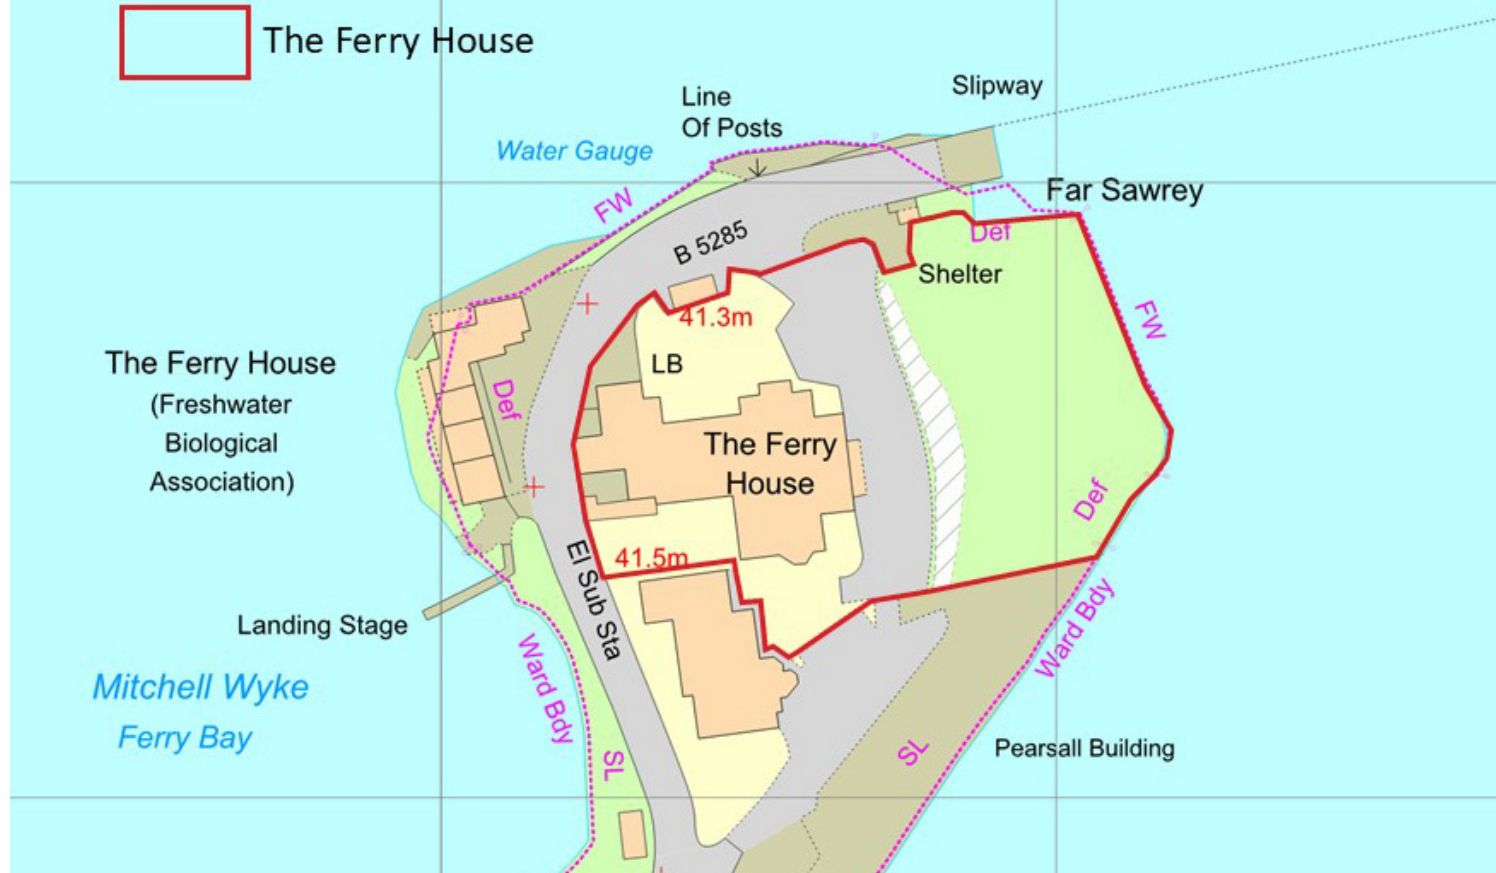 The Ferry House
Slipway
Line
Of Posts
Water Gauge
Far Sawrey
FW
B 5285
Def
Shelter
FW
41.3m
The Ferry House
(Freshwater
Biological
Association)
LB
Def
The Ferry
House
Def
41.5m
El Sub Sta
Landing Stage
Ward Bdy
Ward Bdy
Mitchell Wyke
Ferry Bay
SL
SL
Pearsall Building